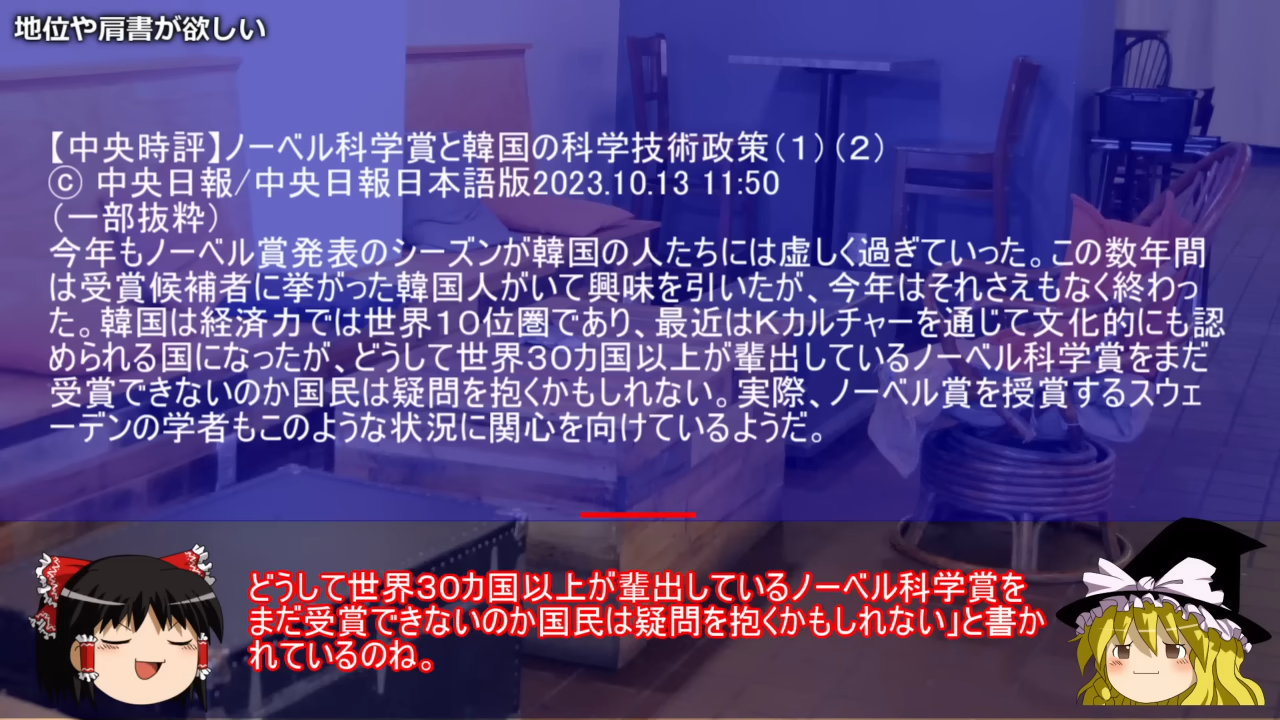 地位や肩書が欲しい
【中央時評】ノーベル科学賞と韓国の科学技術政策（１）（２）
ⓒ 中央日報/中央日報日本語版2023.10.13 11:50
（一部抜粋）
今年もノーベル賞発表のシーズンが韓国の人たちには虚しく過ぎていった。この数年間
は受賞候補者に挙がった韓国人がいて興味を引いたが、今年はそれさえもなく終わっ
た。韓国は経済力では世界１０位圏であり、最近はＫカルチャーを通じて文化的にも認
められる国になったが、どうして世界３０カ国以上が輩出しているノーベル科学賞をまだ
受賞できないのか国民は疑問を抱くかもしれない。実際、ノーベル賞を授賞するスウェ
ーデンの学者もこのような状況に関心を向けているようだ。
どうして世界３０カ国以上が輩出しているノーベル科学賞を
まだ受賞できないのか国民は疑問を抱くかもしれない」と書か
れているのね。